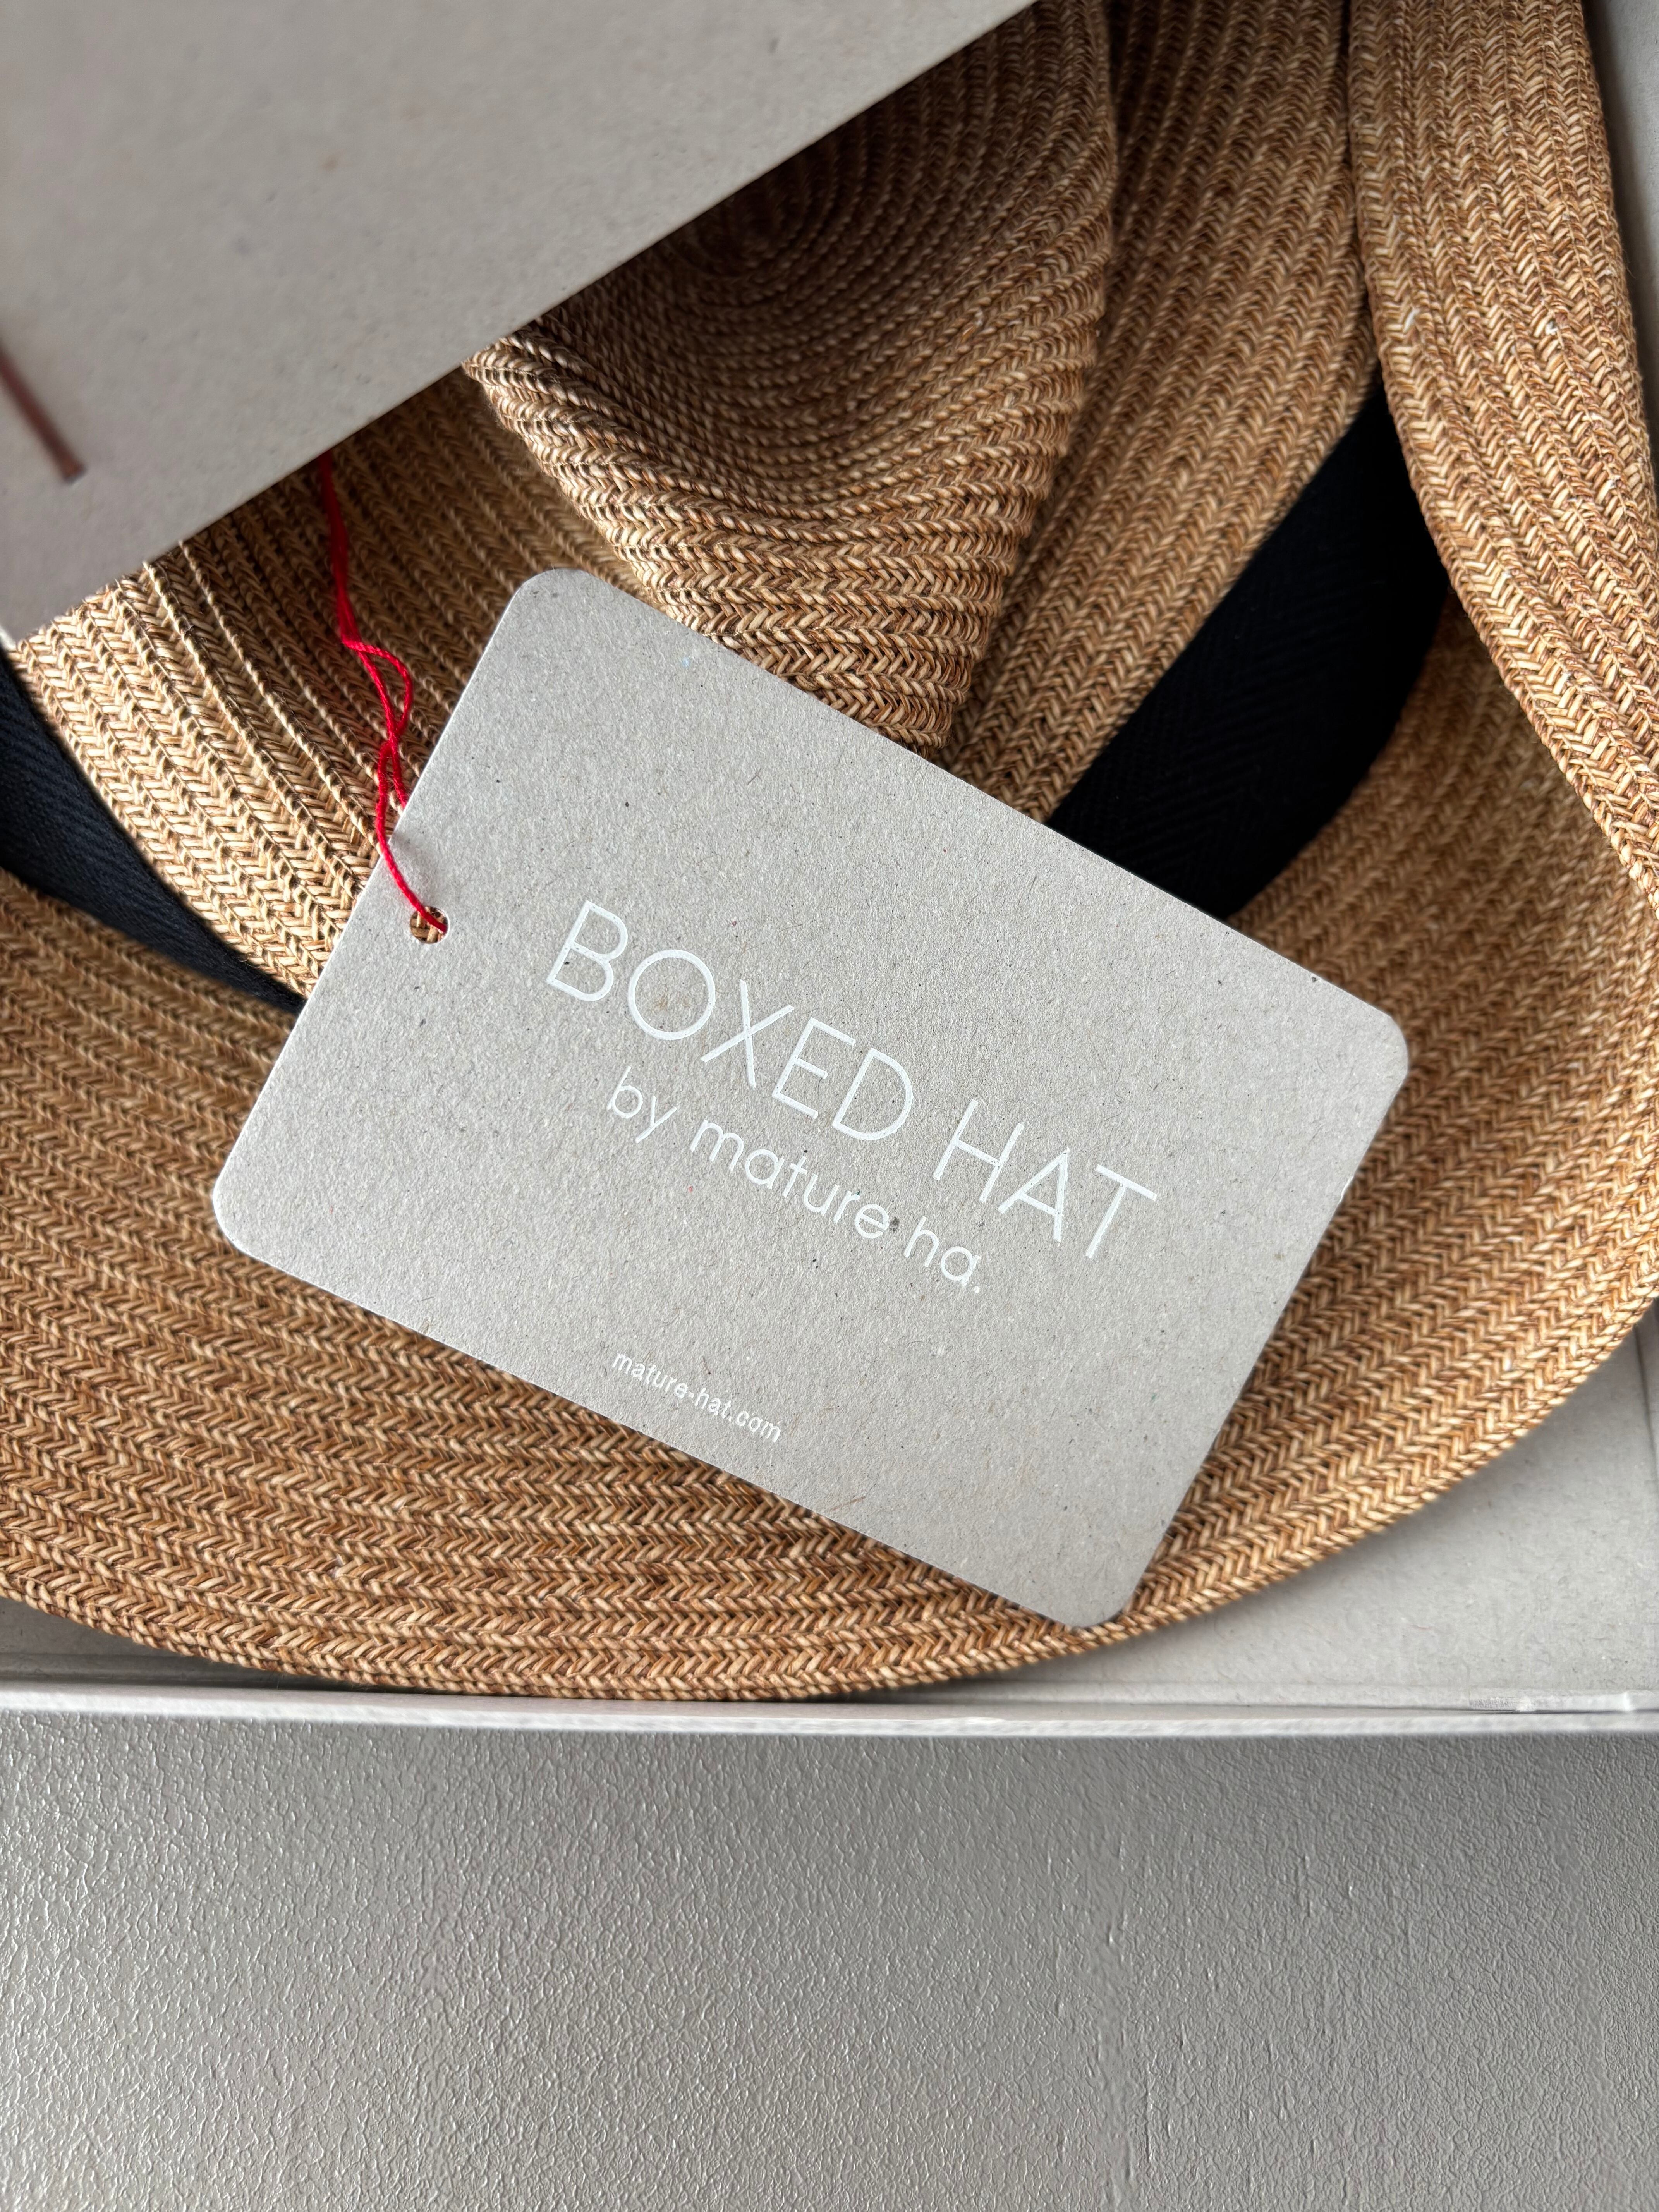 BOXED HAT
by mature ha.
mature-hat.com